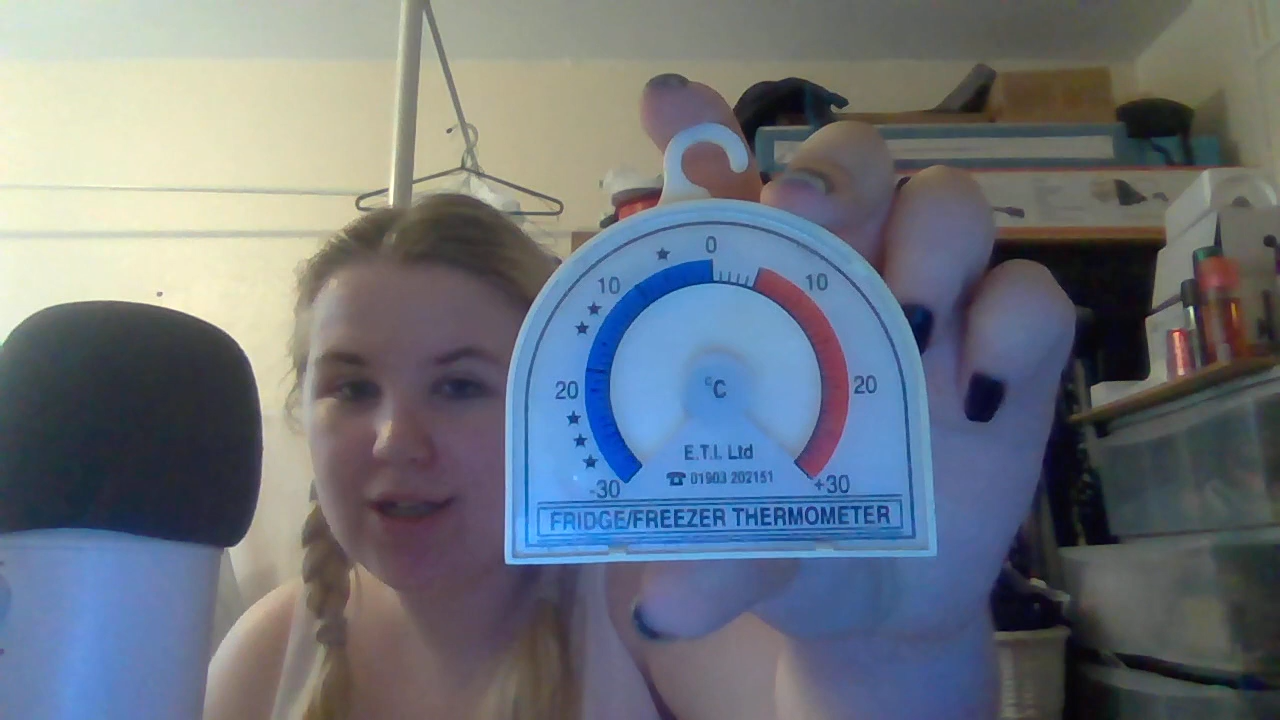 0
10 10
20 20
°C
E.T.I. Ltd
☎ 01903 202151
-30 +30
FRIDGE/FREEZER THERMOMETER